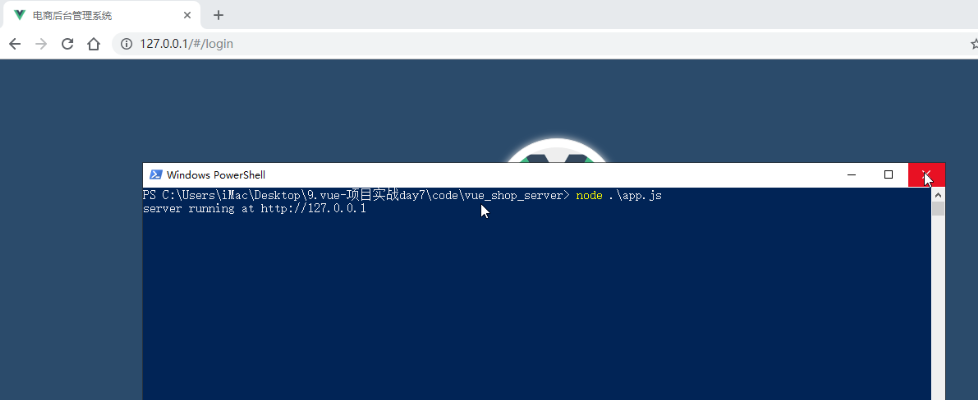 电商后台管理系统
127.0.0.1/#/login
Windows PowerShell
PS C:\Users\iMac\Desktop\9.vue-项目实战day7\code\vue_shop_server> node .\app.js
server running at http://127.0.0.1